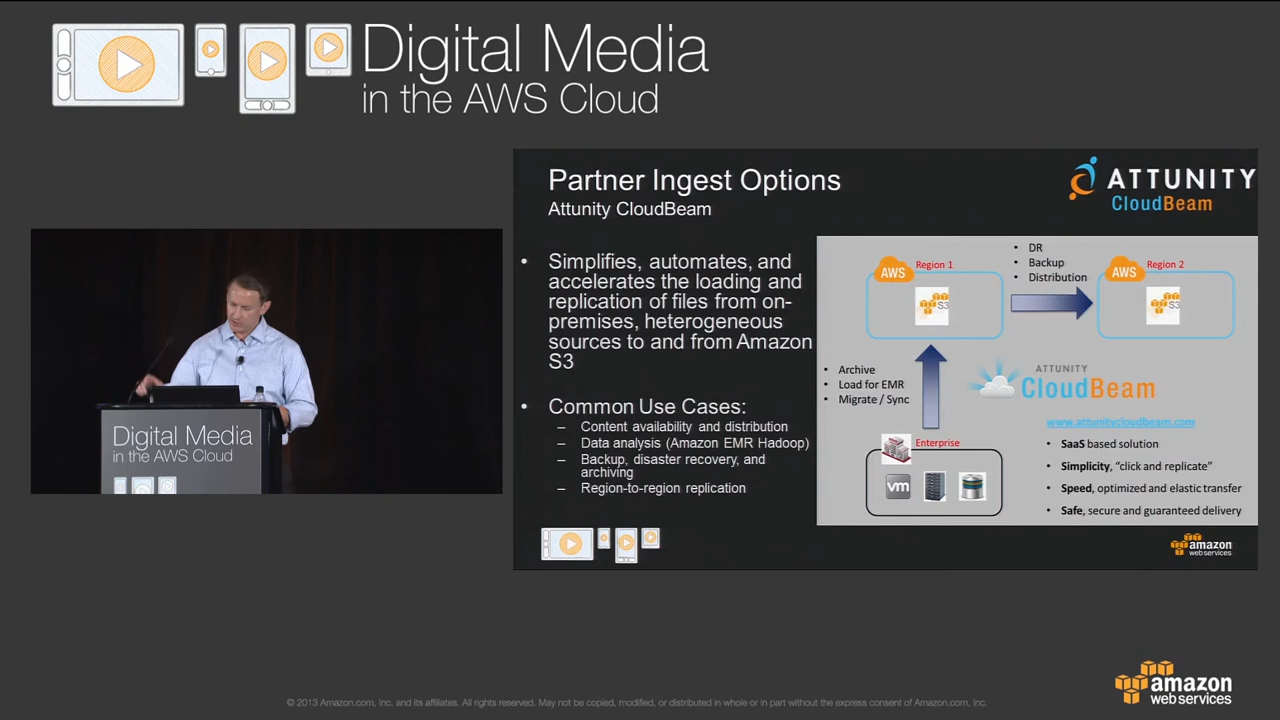 Digital Media
in the AWS Cloud
Partner Ingest Options
Attunity CloudBeam
ATTUNITY
CloudBeam
• Simplifies, automates, and
accelerates the loading and
replication of files from on-
premises, heterogeneous
sources to and from Amazon
S3
• Common Use Cases:
– Content availability and distribution
– Data analysis (Amazon EMR Hadoop)
– Backup, disaster recovery, and
archiving
– Region-to-region replication
AWS
Region 1
S3
• DR
• Backup
• Distribution
AWS
Region 2
S3
• Archive
• Load for EMR
• Migrate / Sync
ATTUNITY
CloudBeam
www.attunitycloudbeam.com
Enterprise
vm
• SaaS based solution
• Simplicity, “click and replicate”
• Speed, optimized and elastic transfer
• Safe, secure and guaranteed delivery
amazon
web services
Digital Media
in the AWS Cloud
amazon
web services
© 2013 Amazon.com, Inc. and its affiliates. All rights reserved. May not be copied, modified, or distributed in whole or in part without the express consent of Amazon.com, Inc.